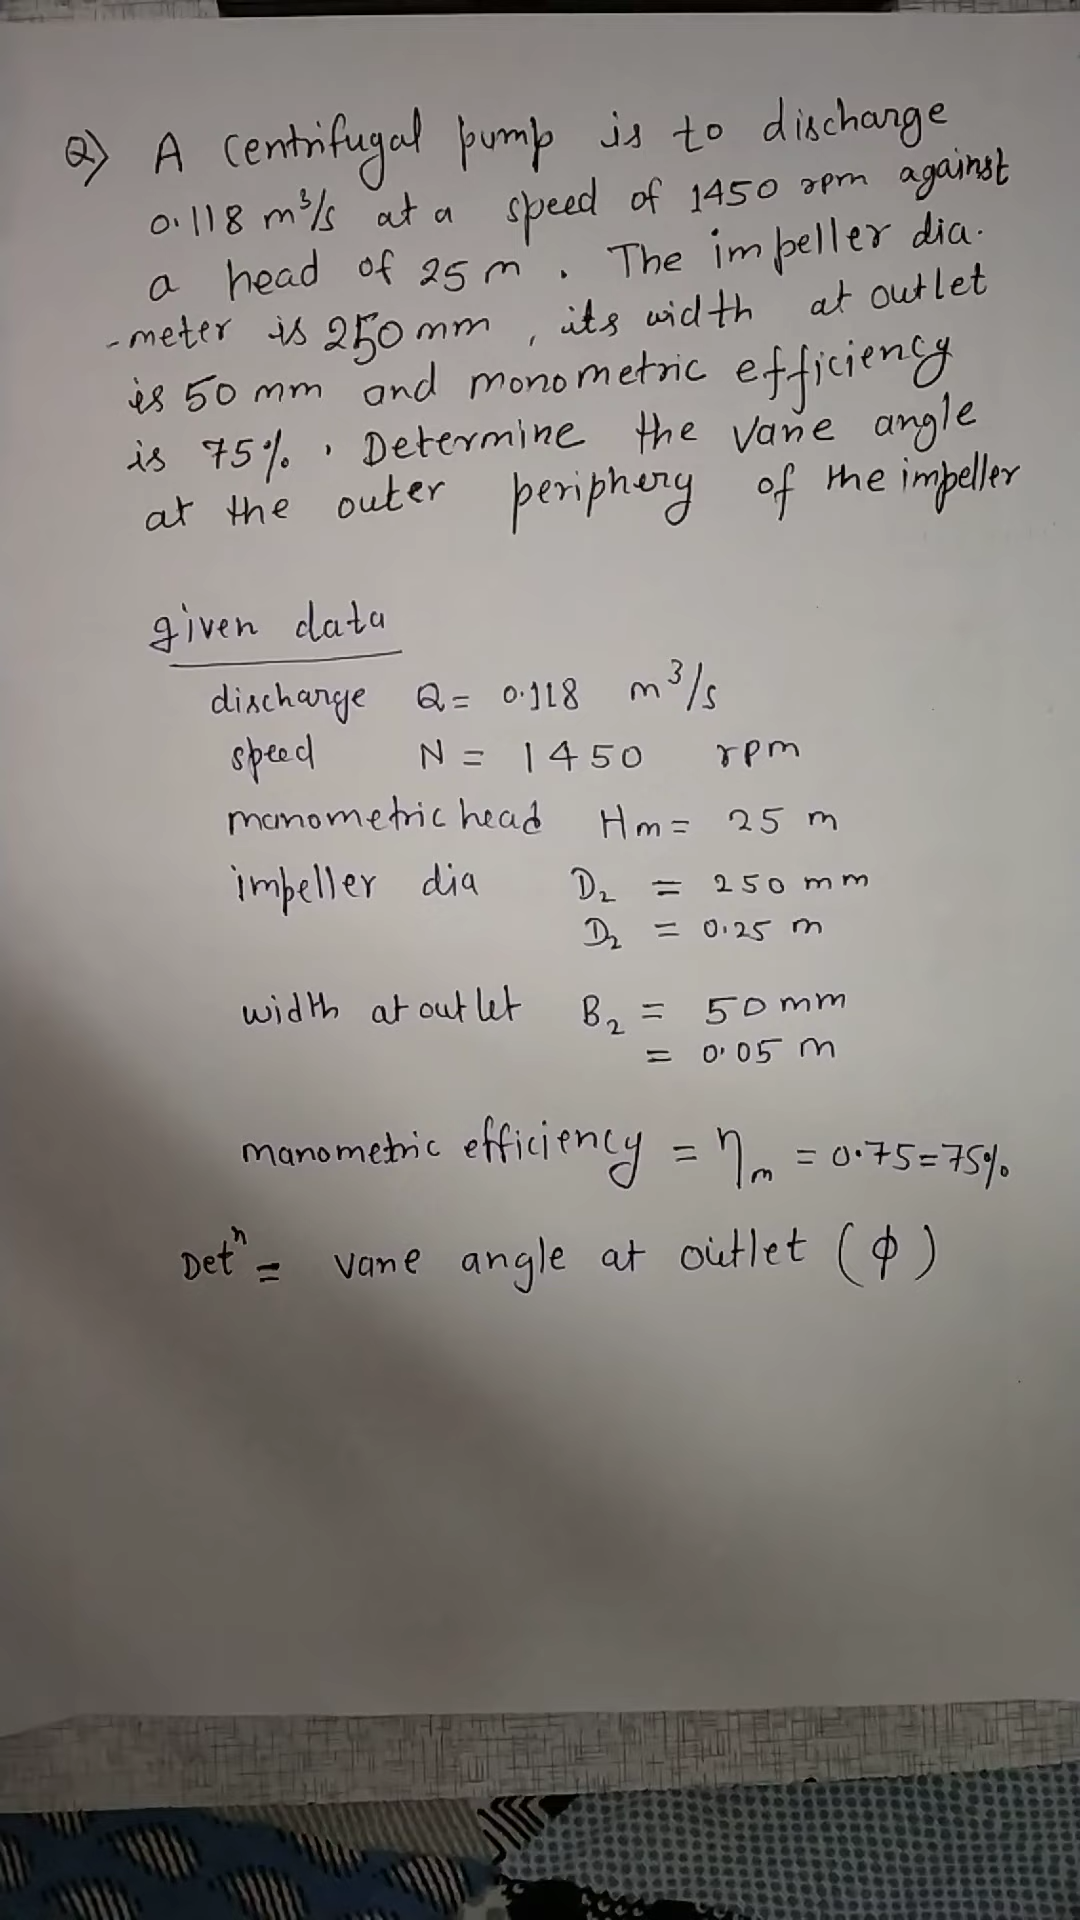 Q) A Centrifugal pump is to discharge
0.118 m³/s at a speed of 1450 rpm against
a head of 25 m . The impeller dia-
-meter is 250 mm , its width at outlet
is 50 mm and monometric efficiency
is 75% . Determine the vane angle
at the outer periphery of the impeller
given data
discharge Q = 0.118 m³/s
speed N = 1450 rpm
manometric head Hm = 25 m
impeller dia D₂ = 250 mm
D₂ = 0.25 m
width at outlet B₂ = 50 mm
= 0.05 m
manometric efficiency = ηm = 0.75 = 75%
Detⁿ = vane angle at outlet (ϕ)